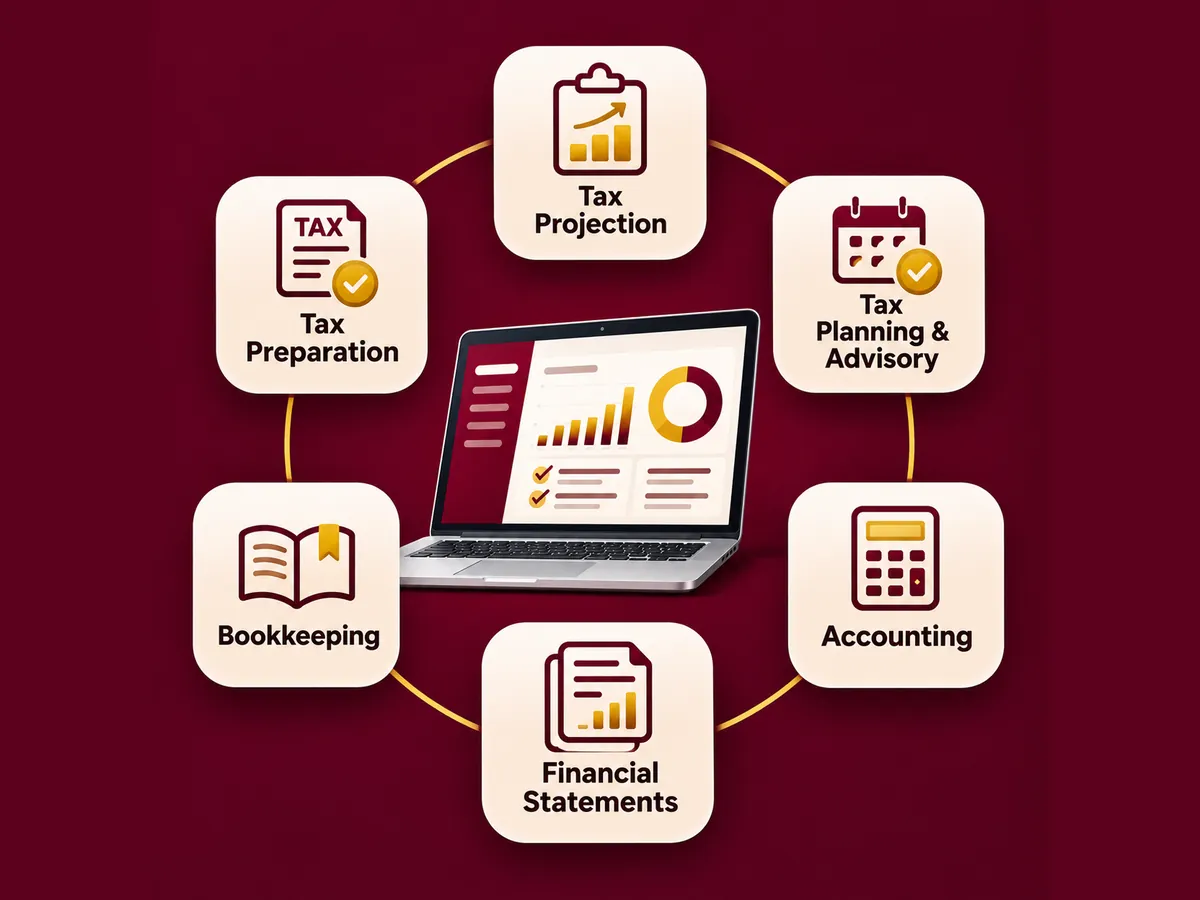 Tax
Projection
TAX
Tax
Preparation
Tax
Planning &
Advisory
Bookkeeping
Accounting
Financial
Statements